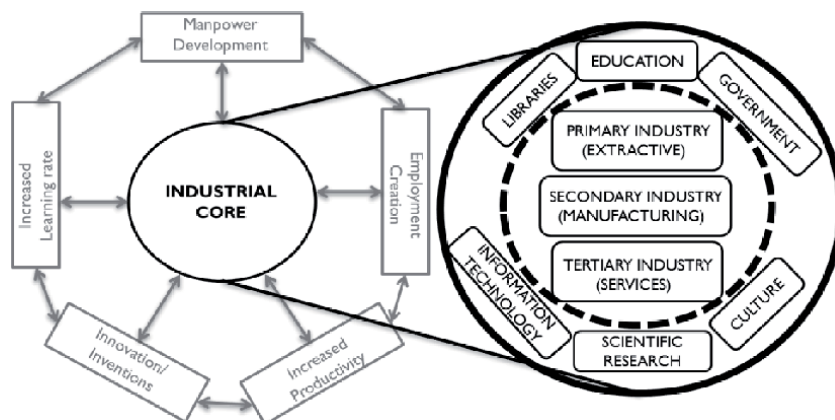 Manpower
Development
Increased
Learning rate
INDUSTRIAL
CORE
Employment
Creation
Innovation/
Inventions
Increased
Productivity
EDUCATION
LIBRARIES
GOVERNMENT
PRIMARY INDUSTRY
(EXTRACTIVE)
SECONDARY INDUSTRY
(MANUFACTURING)
TERTIARY INDUSTRY
(SERVICES)
INFORMATION
TECHNOLOGY
CULTURE
SCIENTIFIC
RESEARCH